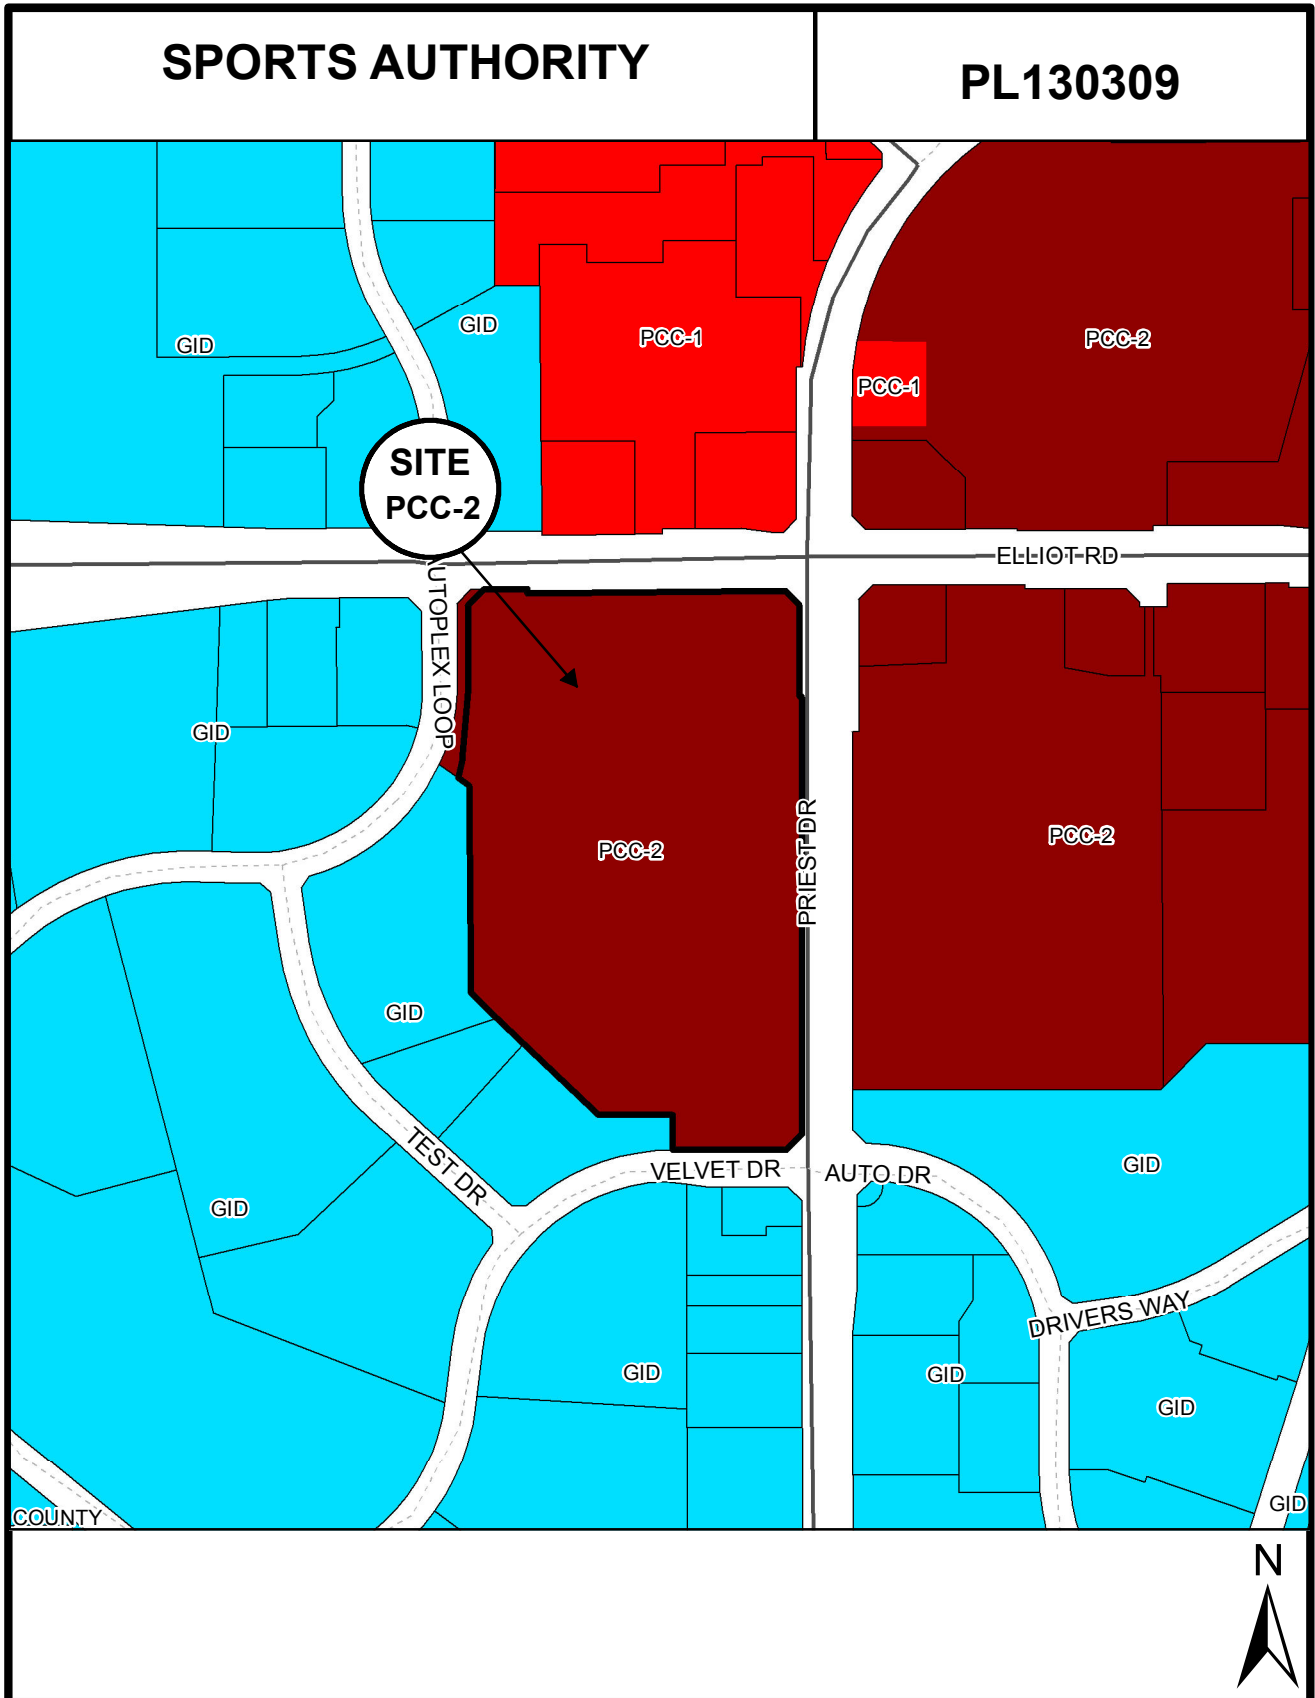 SPORTS AUTHORITY
PL130309
GID
GID
PCC-1
PCC-1
PCC-2
SITE
PCC-2
ELLIOT RD
UTOPLEX LOOP
GID
PCC-2
PRIEST DR
PCC-2
GID
TEST DR
VELVET DR
AUTO DR
GID
GID
DRIVERS WAY
GID
GID
GID
GID
COUNTY
N